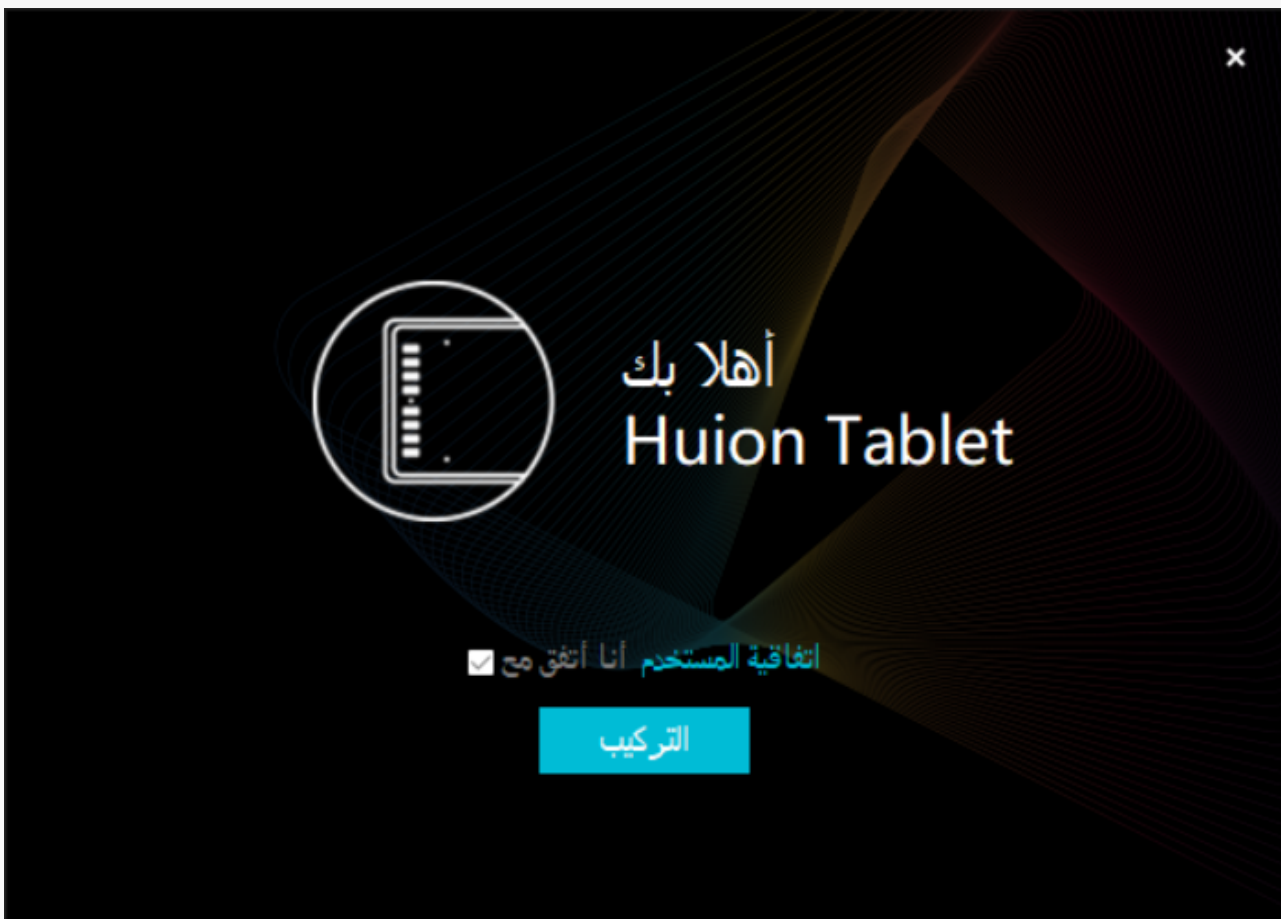 أهلا بك
Huion Tablet
أنا أتفق مع اتفاقية المستخدم
التركيب